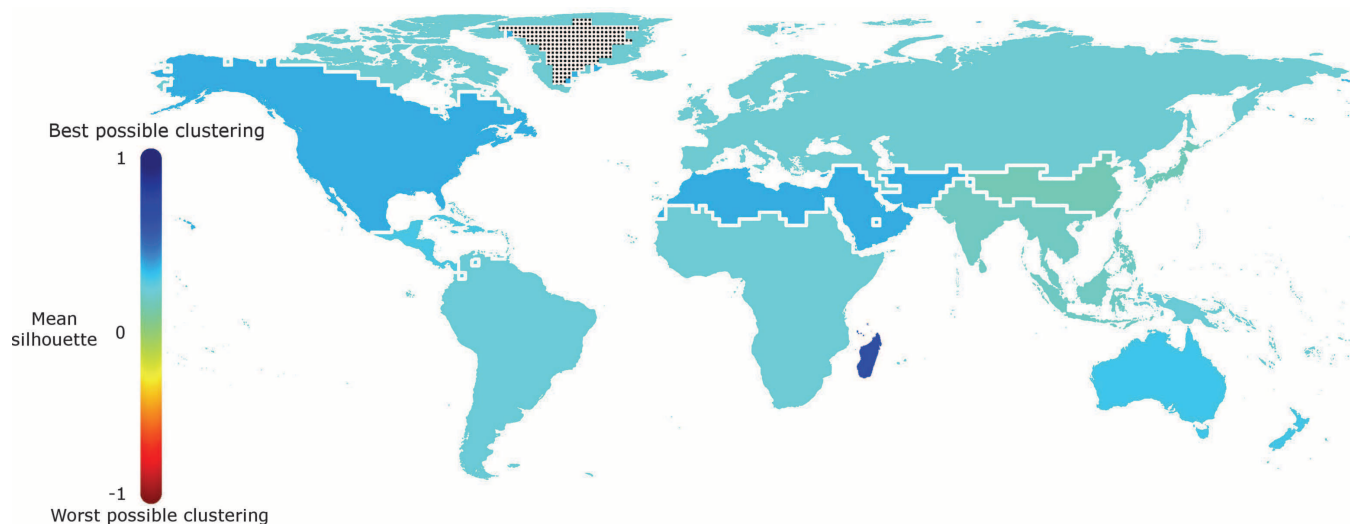 Best possible clustering
1
Mean
silhouette
0
-1
Worst possible clustering